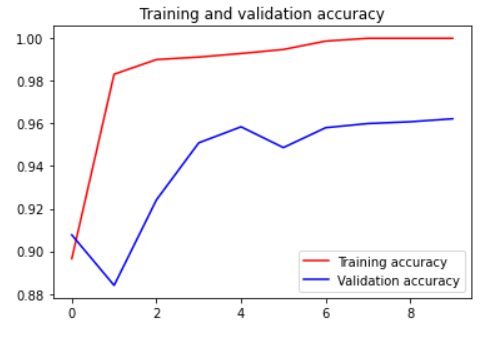 Training and validation accuracy
1.00
0.98
0.96
0.94
0.92
0.90
0.88
Training accuracy
Validation accuracy
0 2 4 6 8